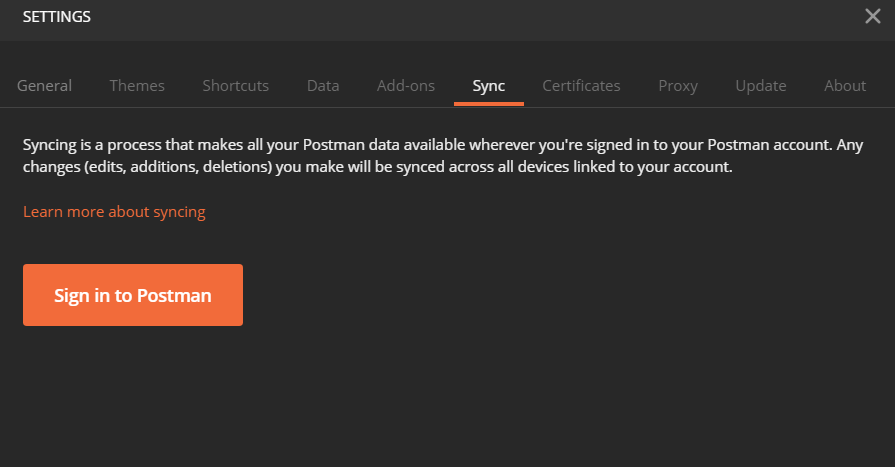 SETTINGS
General Themes Shortcuts Data Add-ons Sync Certificates Proxy Update About
Syncing is a process that makes all your Postman data available wherever you're signed in to your Postman account. Any
changes (edits, additions, deletions) you make will be synced across all devices linked to your account.
Learn more about syncing
Sign in to Postman